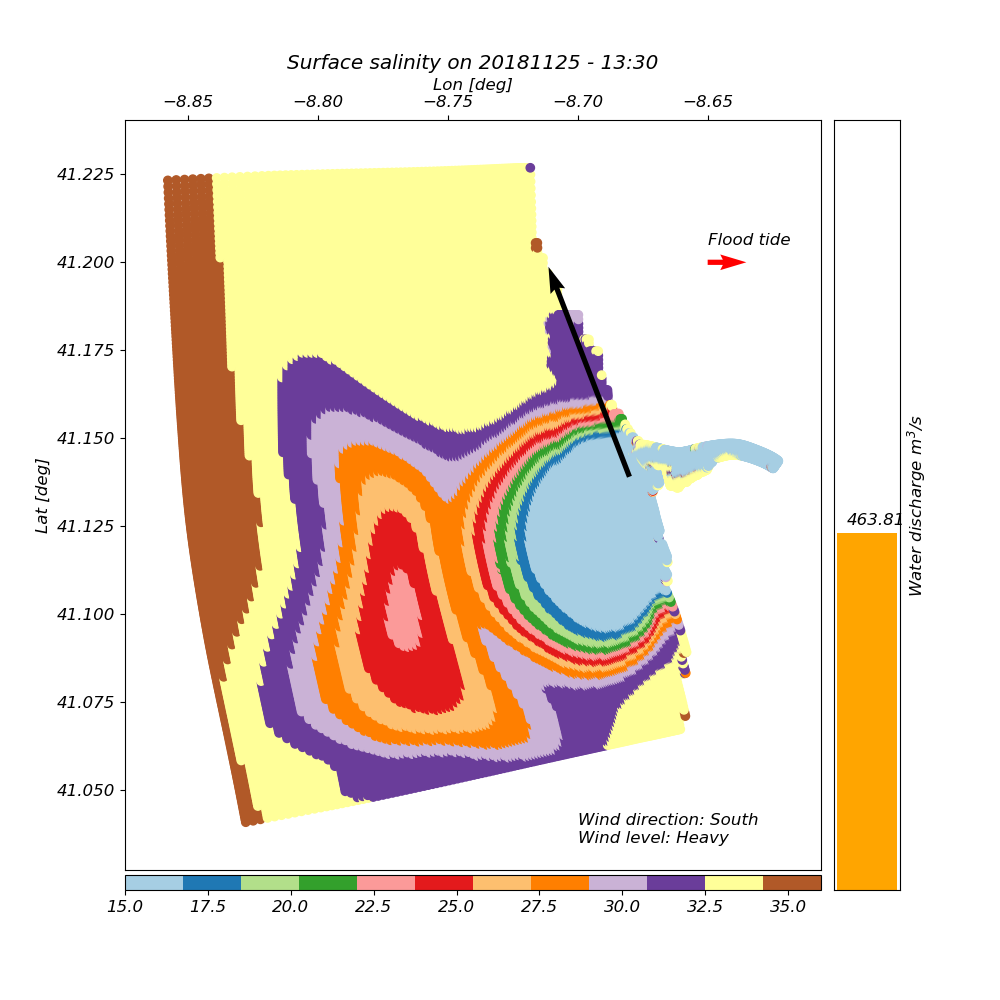 Surface salinity on 20181125 - 13:30
Lon [deg]
−8.85 −8.80 −8.75 −8.70 −8.65
41.225
41.200
41.175
41.150
41.125
41.100
41.075
41.050
Lat [deg]
Flood tide
Wind direction: South
Wind level: Heavy
463.81
Water discharge m³/s
15.0 17.5 20.0 22.5 25.0 27.5 30.0 32.5 35.0